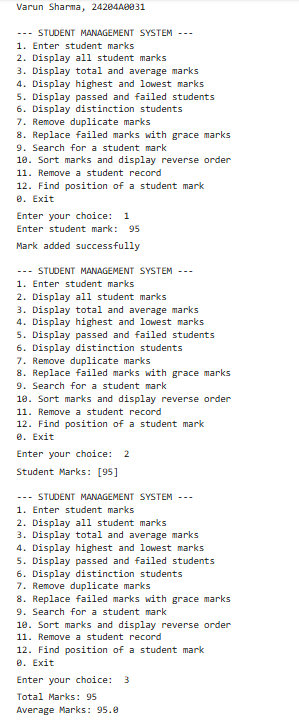 Varun Sharma, 24204A0031
--- STUDENT MANAGEMENT SYSTEM ---
1. Enter student marks
2. Display all student marks
3. Display total and average marks
4. Display highest and lowest marks
5. Display passed and failed students
6. Display distinction students
7. Remove duplicate marks
8. Replace failed marks with grace marks
9. Search for a student mark
10. Sort marks and display reverse order
11. Remove a student record
12. Find position of a student mark
0. Exit
Enter your choice:  1
Enter student mark:  95
Mark added successfully
--- STUDENT MANAGEMENT SYSTEM ---
1. Enter student marks
2. Display all student marks
3. Display total and average marks
4. Display highest and lowest marks
5. Display passed and failed students
6. Display distinction students
7. Remove duplicate marks
8. Replace failed marks with grace marks
9. Search for a student mark
10. Sort marks and display reverse order
11. Remove a student record
12. Find position of a student mark
0. Exit
Enter your choice:  2
Student Marks: [95]
--- STUDENT MANAGEMENT SYSTEM ---
1. Enter student marks
2. Display all student marks
3. Display total and average marks
4. Display highest and lowest marks
5. Display passed and failed students
6. Display distinction students
7. Remove duplicate marks
8. Replace failed marks with grace marks
9. Search for a student mark
10. Sort marks and display reverse order
11. Remove a student record
12. Find position of a student mark
0. Exit
Enter your choice:  3
Total Marks: 95
Average Marks: 95.0